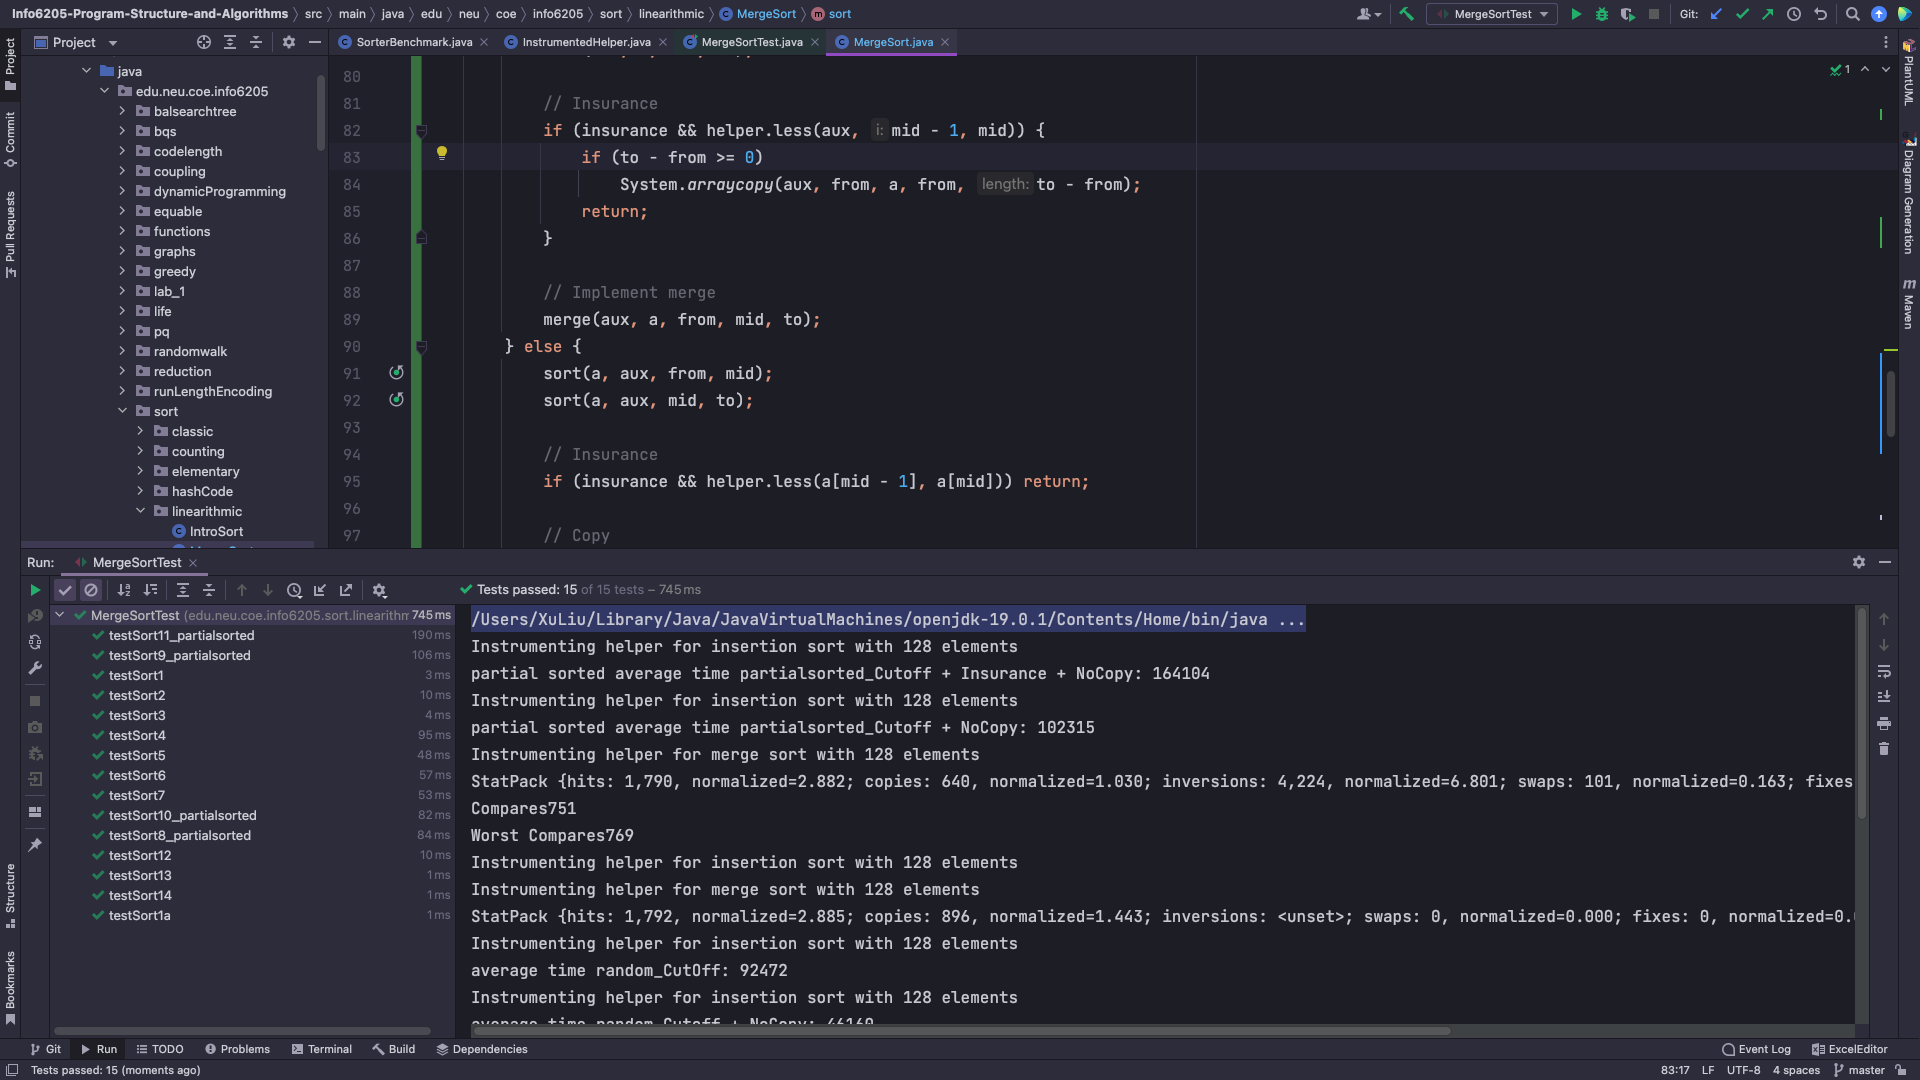 Info6205-Program-Structure-and-Algorithms › src › main › java › edu › neu › coe › info6205 › sort › linearithmic › MergeSort › sort
MergeSortTest
Git:
Project
SorterBenchmark.java
InstrumentedHelper.java
MergeSortTest.java
MergeSort.java
Project
Commit
Pull Requests
Structure
Bookmarks
java
edu.neu.coe.info6205
balsearchtree
bqs
codelength
coupling
dynamicProgramming
equable
functions
graphs
greedy
lab_1
life
pq
randomwalk
reduction
runLengthEncoding
sort
classic
counting
elementary
hashCode
linearithmic
IntroSort
1
80
81 // Insurance
82 if (insurance && helper.less(aux, i: mid - 1, mid)) {
83 if (to - from >= 0)
84 System.arraycopy(aux, from, a, from, length: to - from);
85 return;
86 }
87
88 // Implement merge
89 merge(aux, a, from, mid, to);
90 } else {
91 sort(a, aux, from, mid);
92 sort(a, aux, mid, to);
93
94 // Insurance
95 if (insurance && helper.less(a[mid - 1], a[mid])) return;
96
97 // Copy
PlantUML
Diagram Generation
m Maven
Run: MergeSortTest
Tests passed: 15 of 15 tests – 745 ms
MergeSortTest (edu.neu.coe.info6205.sort.linearithm 745 ms
testSort11_partialsorted 190 ms
testSort9_partialsorted 106 ms
testSort1 3 ms
testSort2 10 ms
testSort3 4 ms
testSort4 95 ms
testSort5 48 ms
testSort6 57 ms
testSort7 53 ms
testSort10_partialsorted 82 ms
testSort8_partialsorted 84 ms
testSort12 10 ms
testSort13 1 ms
testSort14 1 ms
testSort1a 1 ms
/Users/XuLiu/Library/Java/JavaVirtualMachines/openjdk-19.0.1/Contents/Home/bin/java ...
Instrumenting helper for insertion sort with 128 elements
partial sorted average time partialsorted_Cutoff + Insurance + NoCopy: 164104
Instrumenting helper for insertion sort with 128 elements
partial sorted average time partialsorted_Cutoff + NoCopy: 102315
Instrumenting helper for merge sort with 128 elements
StatPack {hits: 1,790, normalized=2.882; copies: 640, normalized=1.030; inversions: 4,224, normalized=6.801; swaps: 101, normalized=0.163; fixes
Compares751
Worst Compares769
Instrumenting helper for insertion sort with 128 elements
Instrumenting helper for merge sort with 128 elements
StatPack {hits: 1,792, normalized=2.885; copies: 896, normalized=1.443; inversions: <unset>; swaps: 0, normalized=0.000; fixes: 0, normalized=0.
Instrumenting helper for insertion sort with 128 elements
average time random_CutOff: 92472
Instrumenting helper for insertion sort with 128 elements
average time random_Cutoff + NoCopy: 46160
Git
Run
TODO
Problems
Terminal
Build
Dependencies
Event Log
ExcelEditor
Tests passed: 15 (moments ago)
83:17 LF UTF-8 4 spaces master